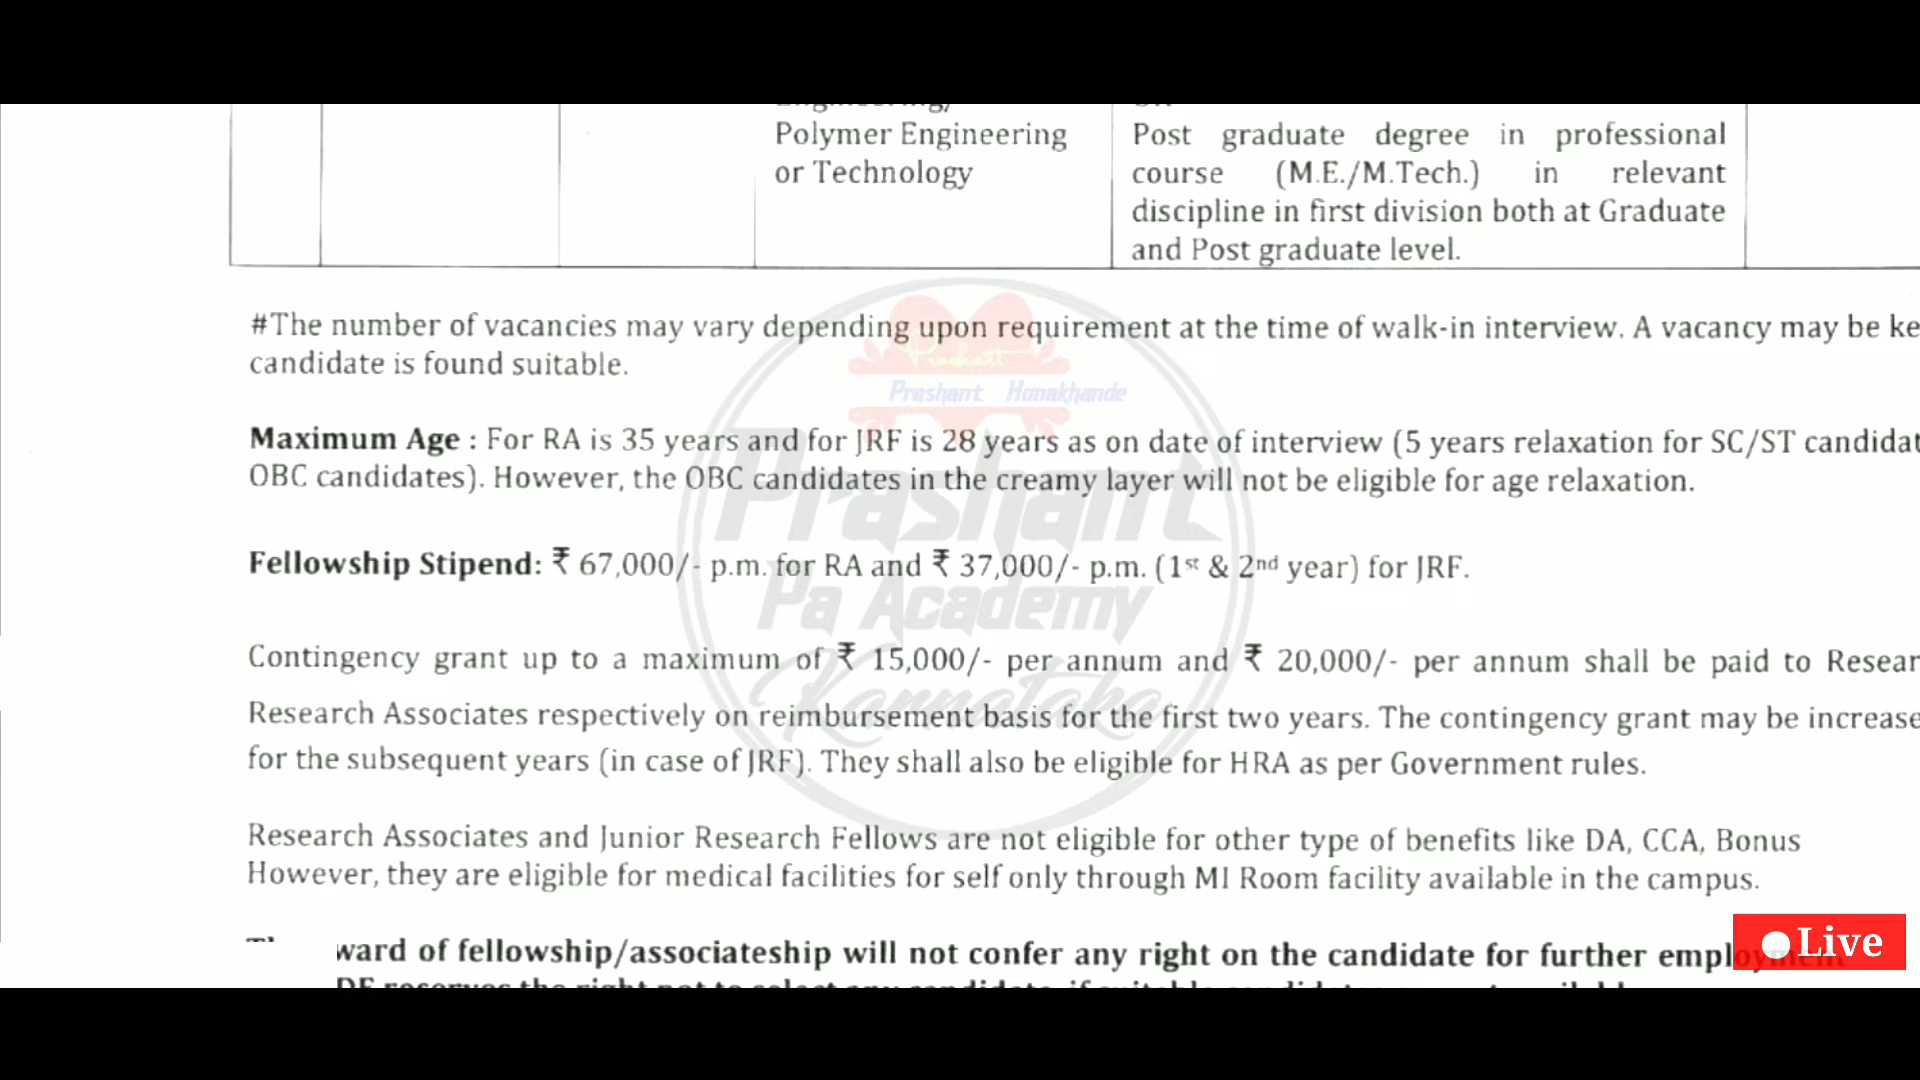 Polymer Engineering
or Technology
Post graduate degree in professional
course (M.E./M.Tech.) in relevant
discipline in first division both at Graduate
and Post graduate level.
#The number of vacancies may vary depending upon requirement at the time of walk-in interview. A vacancy may be ke
candidate is found suitable.
Prashant
Prashant Honakhande
Maximum Age : For RA is 35 years and for JRF is 28 years as on date of interview (5 years relaxation for SC/ST candidat
OBC candidates). However, the OBC candidates in the creamy layer will not be eligible for age relaxation.
Prashant
Fellowship Stipend: ₹ 67,000/- p.m. for RA and ₹ 37,000/- p.m. (1st & 2nd year) for JRF.
Pa Academy
Contingency grant up to a maximum of ₹ 15,000/- per annum and ₹ 20,000/- per annum shall be paid to Resear
Karnataka
Research Associates respectively on reimbursement basis for the first two years. The contingency grant may be increase
for the subsequent years (in case of JRF). They shall also be eligible for HRA as per Government rules.
Research Associates and Junior Research Fellows are not eligible for other type of benefits like DA, CCA, Bonus
However, they are eligible for medical facilities for self only through MI Room facility available in the campus.
Live
ward of fellowship/associateship will not confer any right on the candidate for further employment